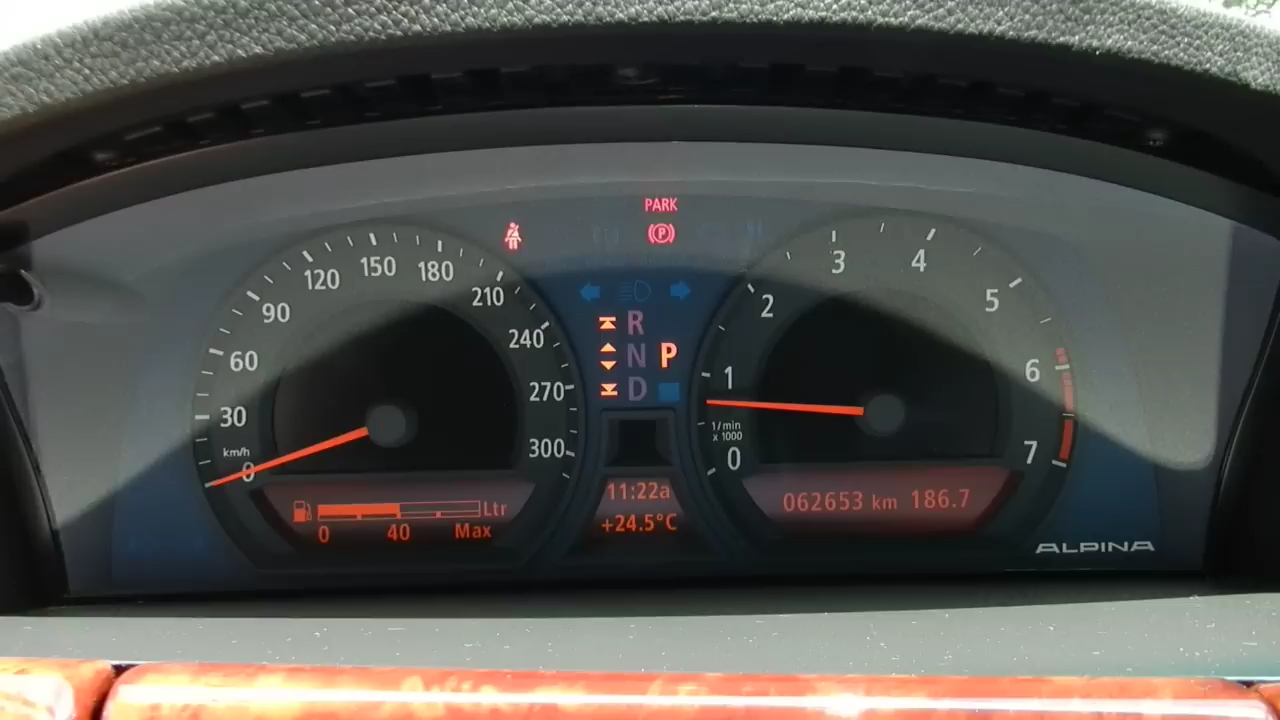 PARK
(P)
0 30 60 90 120 150 180 210 240 270 300
km/h
R
N P
D
0 1 2 3 4 5 6 7
1/min
x 1000
Ltr
0 40 Max
11:22a
+24.5°C
062653 km 186.7
ALPINA